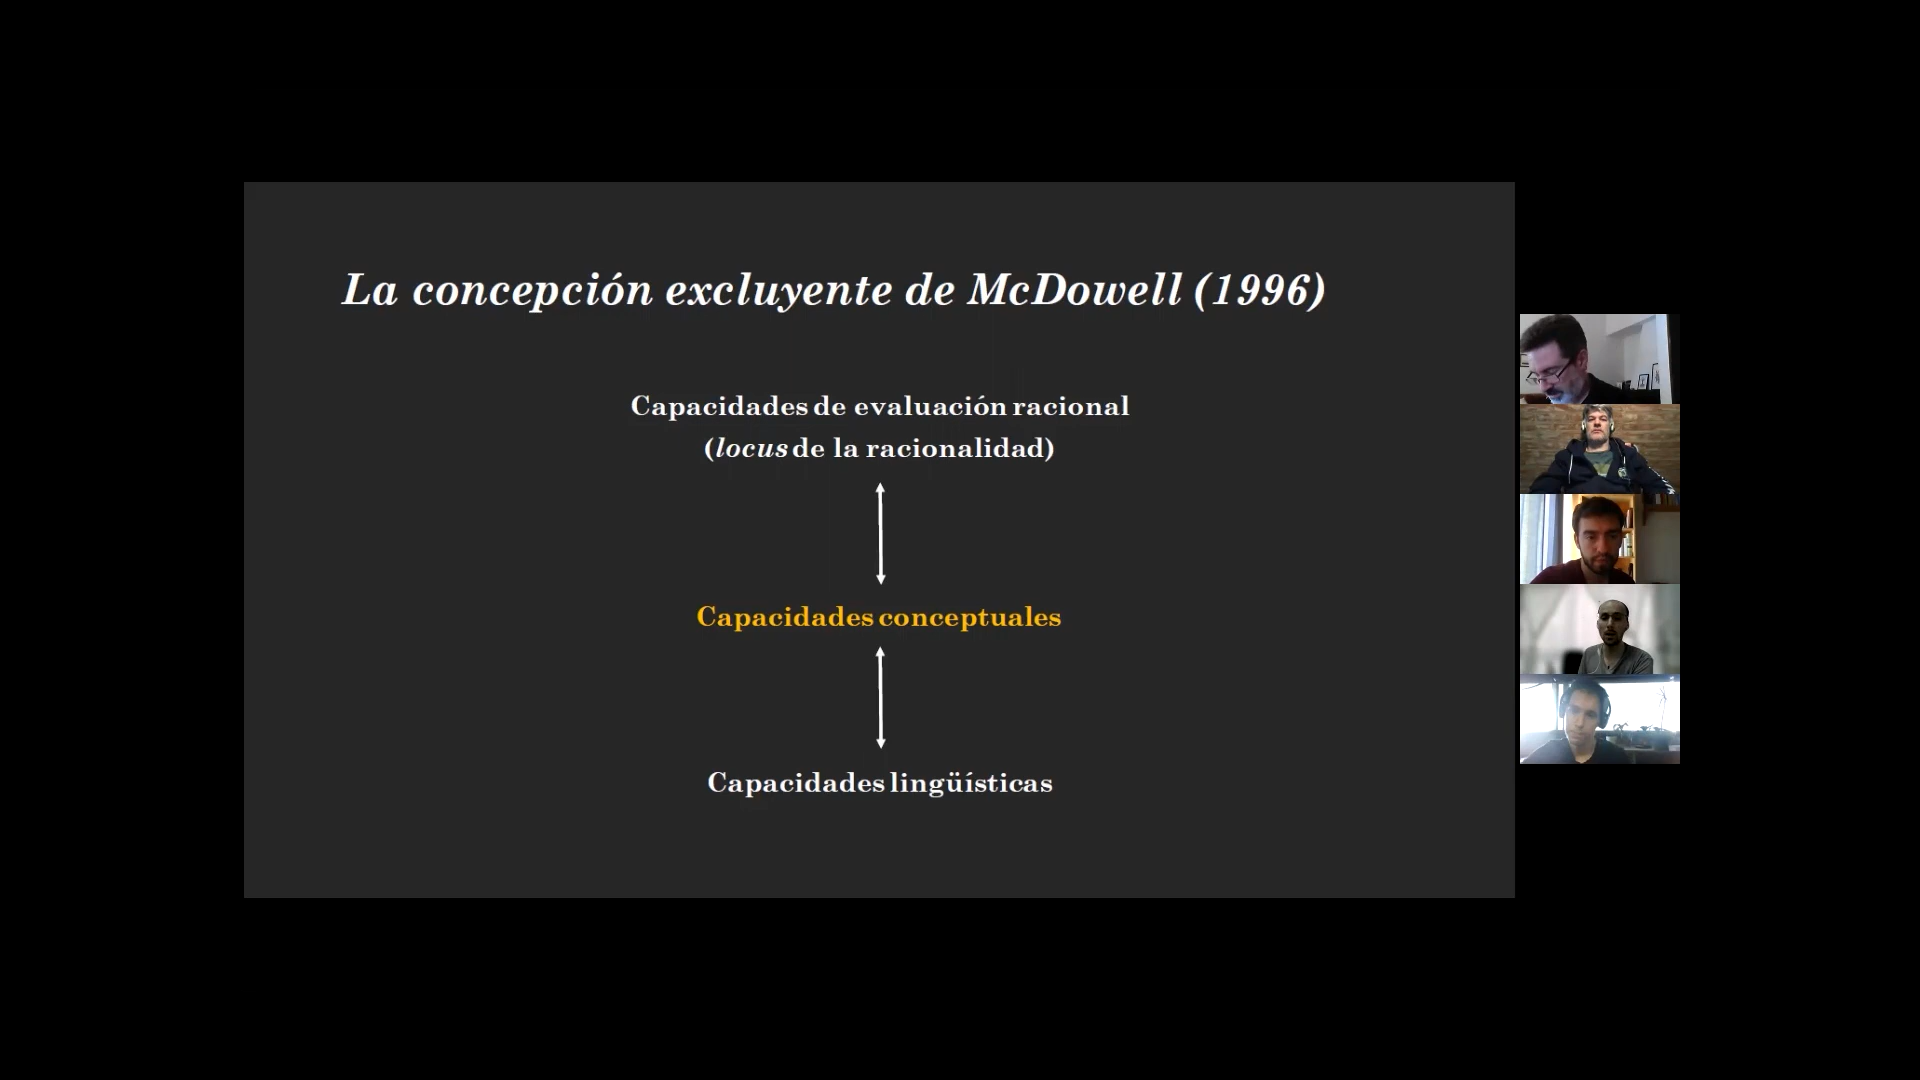 La concepción excluyente de McDowell (1996)
Capacidades de evaluación racional
(locus de la racionalidad)
Capacidades conceptuales
Capacidades lingüísticas